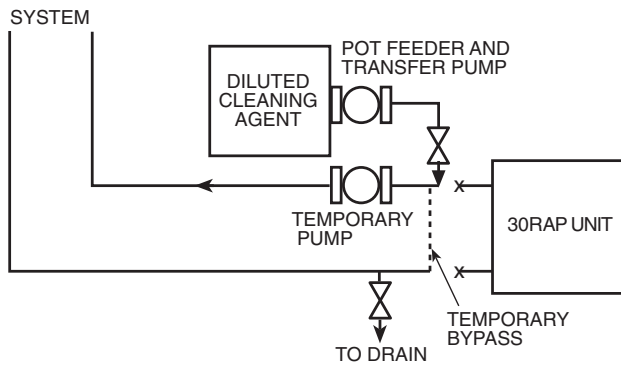 SYSTEM
POT FEEDER AND
TRANSFER PUMP
DILUTED
CLEANING
AGENT
TEMPORARY
PUMP
x
30RAP UNIT
x
TEMPORARY
BYPASS
TO DRAIN